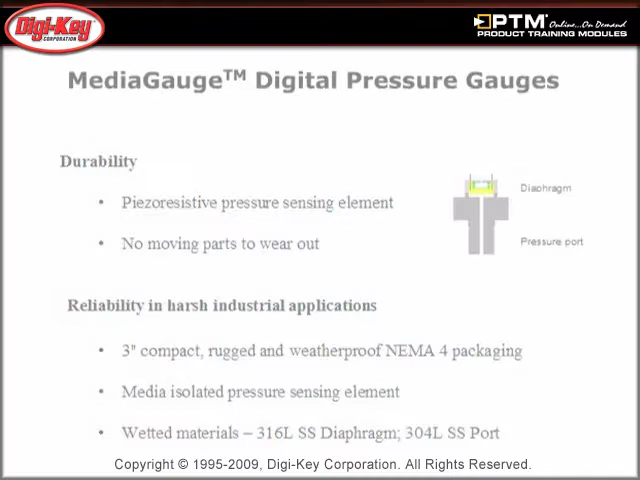 Digi-Key
CORPORATION
PTM
Online...On Demand
PRODUCT TRAINING MODULES
MediaGauge™ Digital Pressure Gauges
Durability
• Piezoresistive pressure sensing element
Diaphragm
• No moving parts to wear out
Pressure port
Reliability in harsh industrial applications
• 3" compact, rugged and weatherproof NEMA 4 packaging
• Media isolated pressure sensing element
• Wetted materials – 316L SS Diaphragm; 304L SS Port
Copyright © 1995-2009, Digi-Key Corporation. All Rights Reserved.